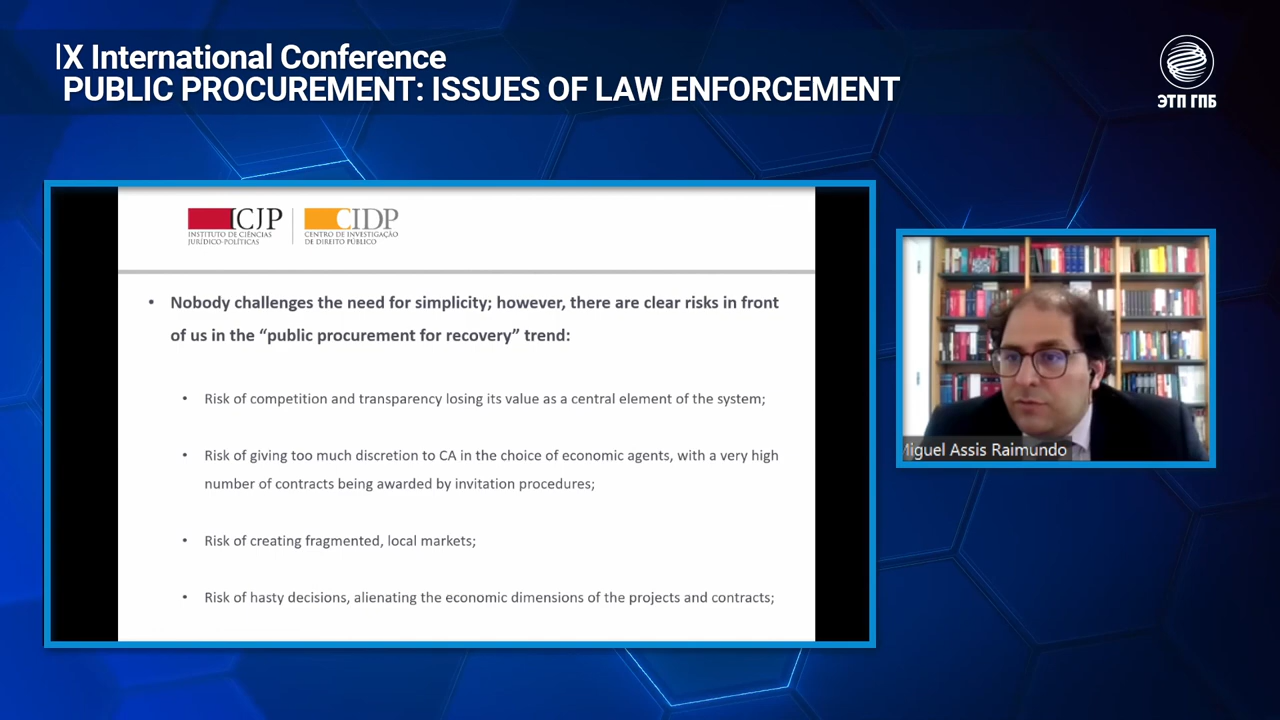 IX International Conference
PUBLIC PROCUREMENT: ISSUES OF LAW ENFORCEMENT
ЭТП ГПБ
ICJP
INSTITUTO DE CIÊNCIAS
JURÍDICO-POLÍTICAS
CIDP
CENTRO DE INVESTIGAÇÃO
DE DIREITO PÚBLICO
• Nobody challenges the need for simplicity; however, there are clear risks in front
of us in the “public procurement for recovery” trend:
• Risk of competition and transparency losing its value as a central element of the system;
• Risk of giving too much discretion to CA in the choice of economic agents, with a very high
number of contracts being awarded by invitation procedures;
• Risk of creating fragmented, local markets;
• Risk of hasty decisions, alienating the economic dimensions of the projects and contracts;
Miguel Assis Raimundo